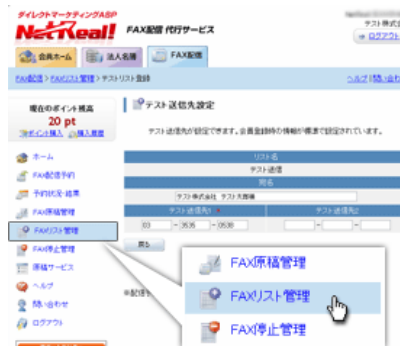 ダイレクトマーケティングASP
NetReal! FAX配信 代行サービス
テスト株式会
ログアウト
会員ホーム
法人名簿
FAX配信
FAX配信 > FAXリスト管理 > テストリスト登録
ヘルプ | 問い合わせ
現在のポイント残高
20 pt
ポイント購入
購入履歴
テスト送信先設定
テスト送信先が設定できます。会員登録時の情報が標準で設定されています。
リスト名
テスト送信
宛名
テスト株式会社 テスト太郎様
テスト送信先1
テスト送信先2
03 - 3535 - 0538
- -
戻る
ホーム
FAX配信予約
予約状況・結果
FAX原稿管理
FAXリスト管理
FAX停止管理
原稿サービス
ヘルプ
問い合わせ
ログアウト
※配信
FAX原稿管理
FAXリスト管理
FAX停止管理